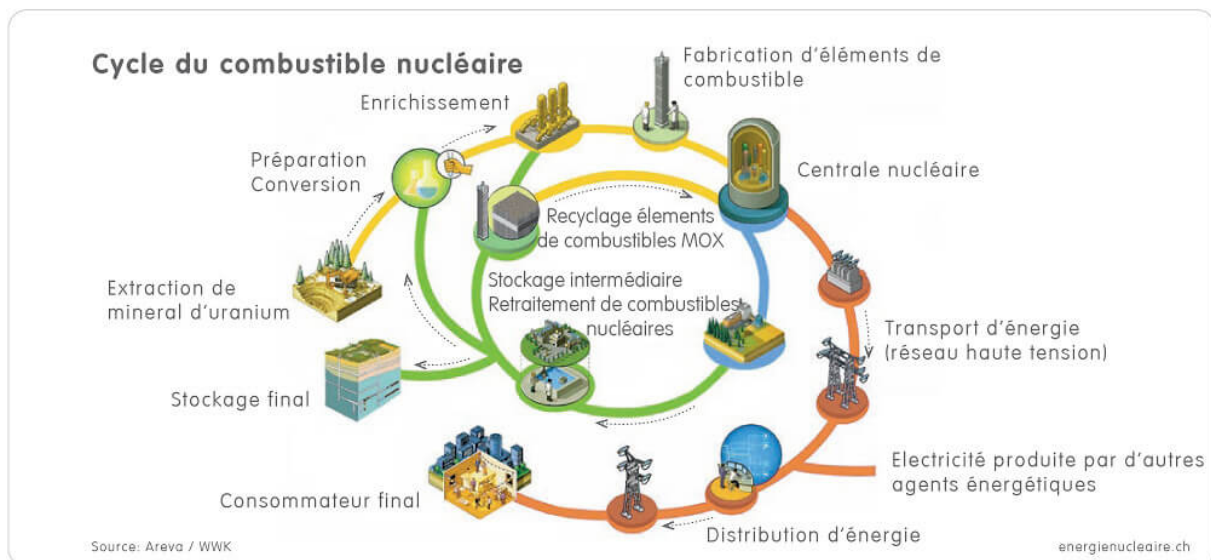 Cycle du combustible nucléaire
Fabrication d'éléments de
combustible
Enrichissement
Préparation
Conversion
Centrale nucléaire
Recyclage élements
de combustibles MOX
Extraction de
mineral d'uranium
Stockage intermédiaire
Retraitement de combustibles
nucléaires
Transport d'énergie
(réseau haute tension)
Stockage final
Electricité produite par d'autres
agents énergétiques
Consommateur final
Distribution d'énergie
Source: Areva / WWK
energienucleaire.ch